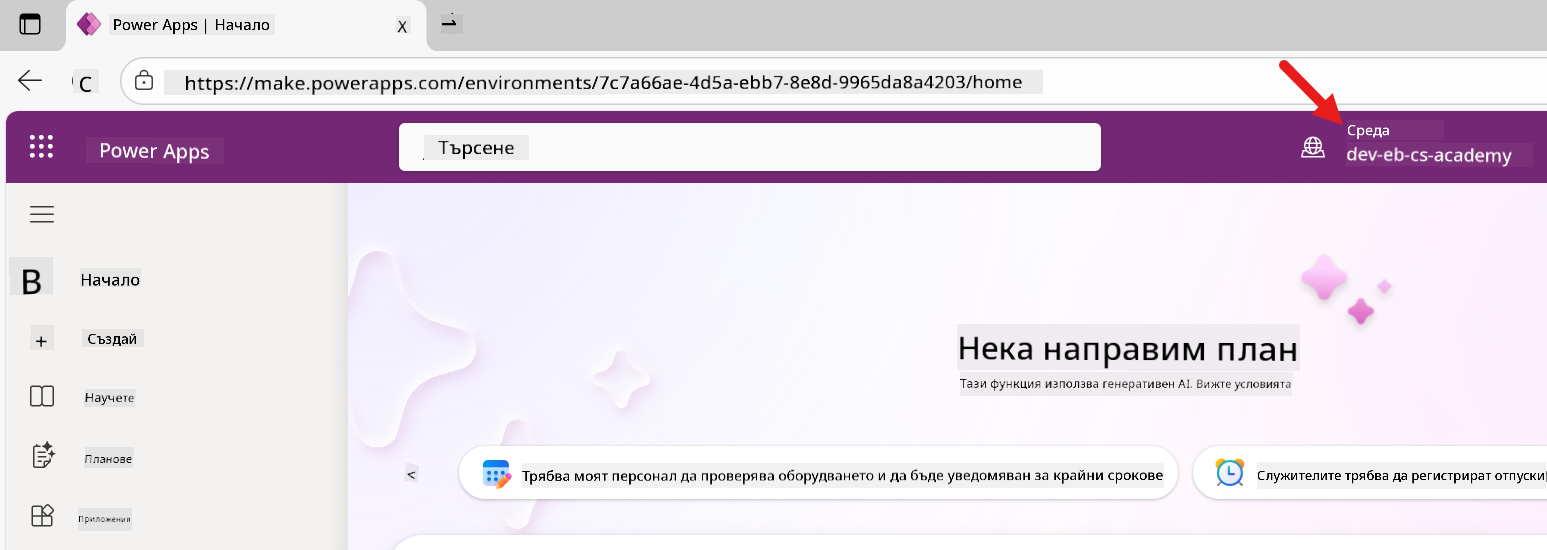 Power Apps | Начало
X
C
https://make.powerapps.com/environments/7c7a66ae-4d5a-ebb7-8e8d-9965da8a4203/home
Power Apps
Търсене
Среда
dev-eb-cs-academy
В
Начало
+
Създай
Нека направим план
Тази функция използва генеративен AI. Вижте условията
Научете
Планове
<
Трябва моят персонал да проверява оборудването и да бъде уведомяван за крайни срокове
Служителите трябва да регистрират отпуски
Приложения